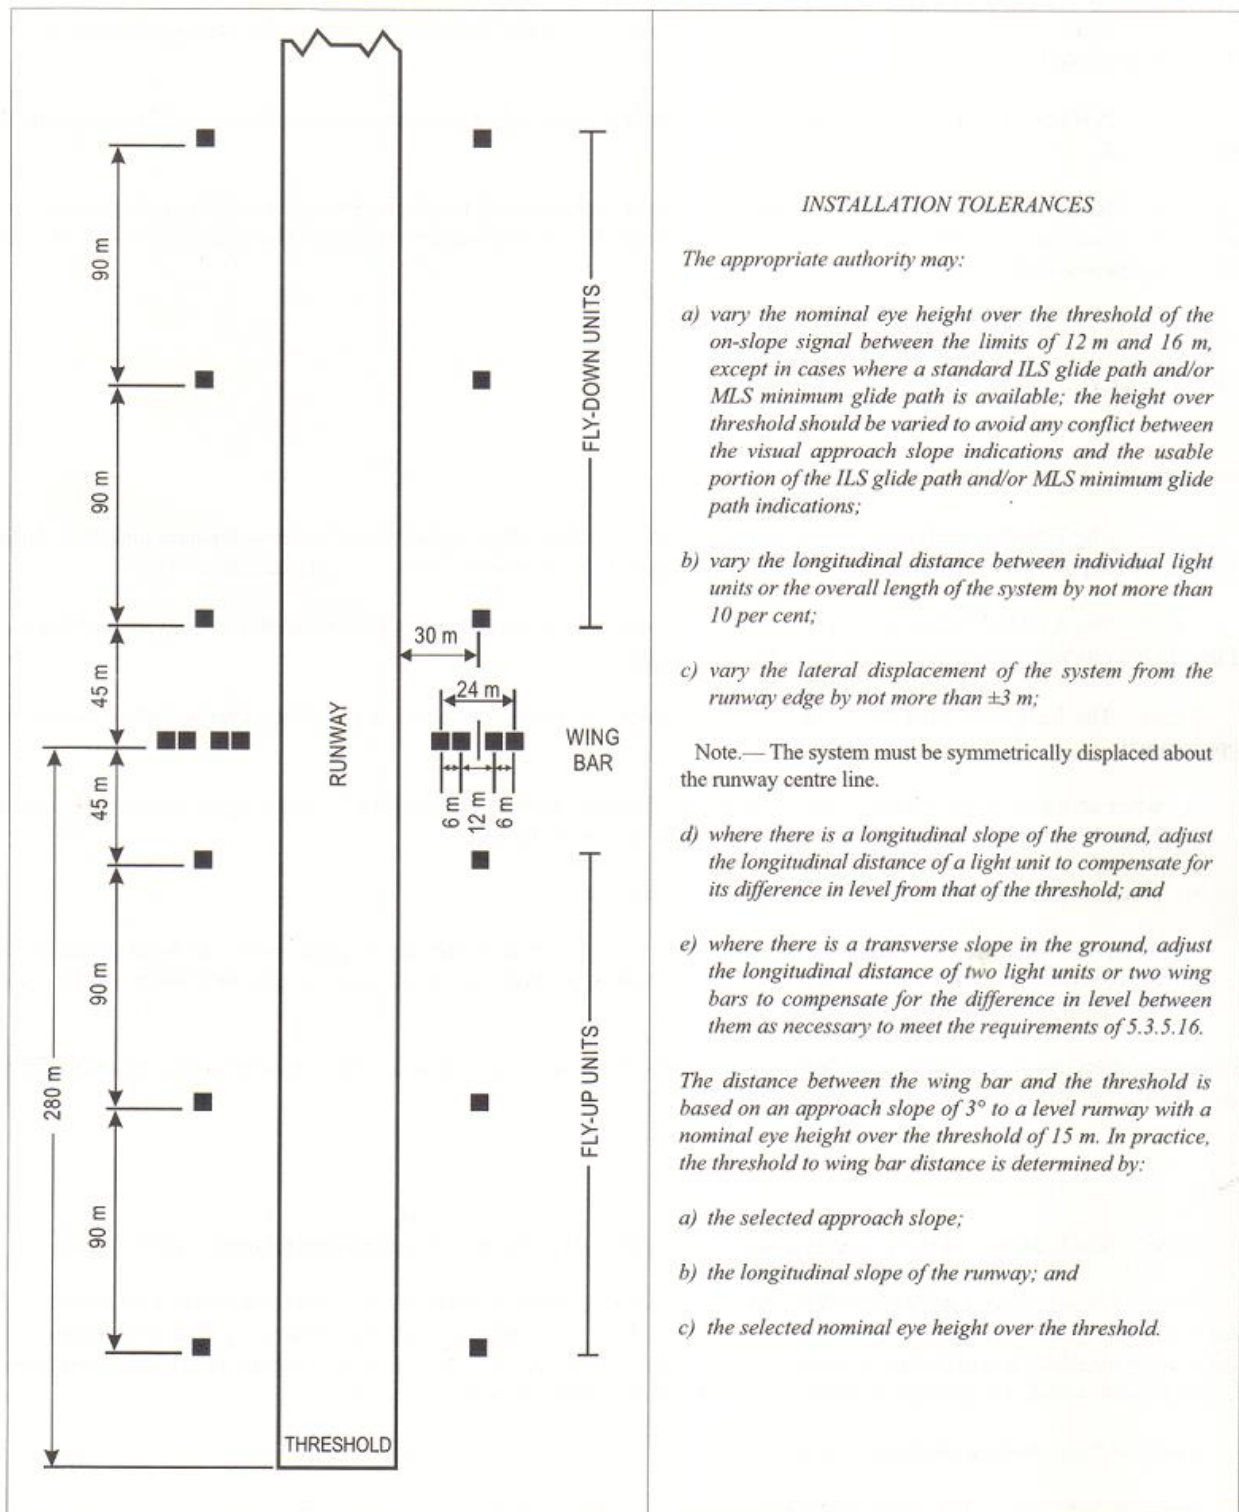 90 m
90 m
45 m
45 m
90 m
90 m
280 m
RUNWAY
THRESHOLD
30 m
24 m
6 m
12 m
6 m
FLY-DOWN UNITS
WING
BAR
FLY-UP UNITS
INSTALLATION TOLERANCES
The appropriate authority may:
a) vary the nominal eye height over the threshold of the
on-slope signal between the limits of 12 m and 16 m,
except in cases where a standard ILS glide path and/or
MLS minimum glide path is available; the height over
threshold should be varied to avoid any conflict between
the visual approach slope indications and the usable
portion of the ILS glide path and/or MLS minimum glide
path indications;
b) vary the longitudinal distance between individual light
units or the overall length of the system by not more than
10 per cent;
c) vary the lateral displacement of the system from the
runway edge by not more than ±3 m;
Note.— The system must be symmetrically displaced about
the runway centre line.
d) where there is a longitudinal slope of the ground, adjust
the longitudinal distance of a light unit to compensate for
its difference in level from that of the threshold; and
e) where there is a transverse slope in the ground, adjust
the longitudinal distance of two light units or two wing
bars to compensate for the difference in level between
them as necessary to meet the requirements of 5.3.5.16.
The distance between the wing bar and the threshold is
based on an approach slope of 3° to a level runway with a
nominal eye height over the threshold of 15 m. In practice,
the threshold to wing bar distance is determined by:
a) the selected approach slope;
b) the longitudinal slope of the runway; and
c) the selected nominal eye height over the threshold.